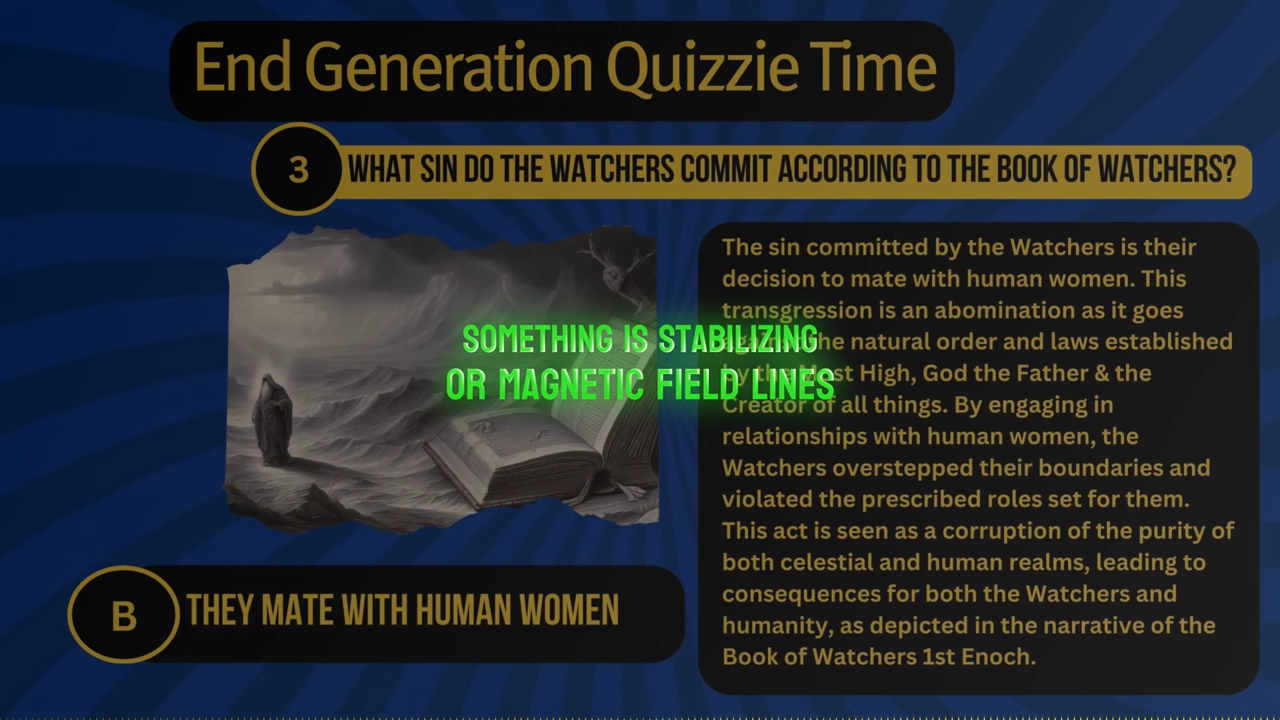 End Generation Quizzie Time
3
WHAT SIN DO THE WATCHERS COMMIT ACCORDING TO THE BOOK OF WATCHERS?
The sin committed by the Watchers is their
decision to mate with human women. This
transgression is an abomination as it goes
against the natural order and laws established
by the Most High, God the Father & the
Creator of all things. By engaging in
relationships with human women, the
Watchers overstepped their boundaries and
violated the prescribed roles set for them.
This act is seen as a corruption of the purity of
both celestial and human realms, leading to
consequences for both the Watchers and
humanity, as depicted in the narrative of the
Book of Watchers 1st Enoch.
SOMETHING IS STABILIZING
OR MAGNETIC FIELD LINES
B
THEY MATE WITH HUMAN WOMEN